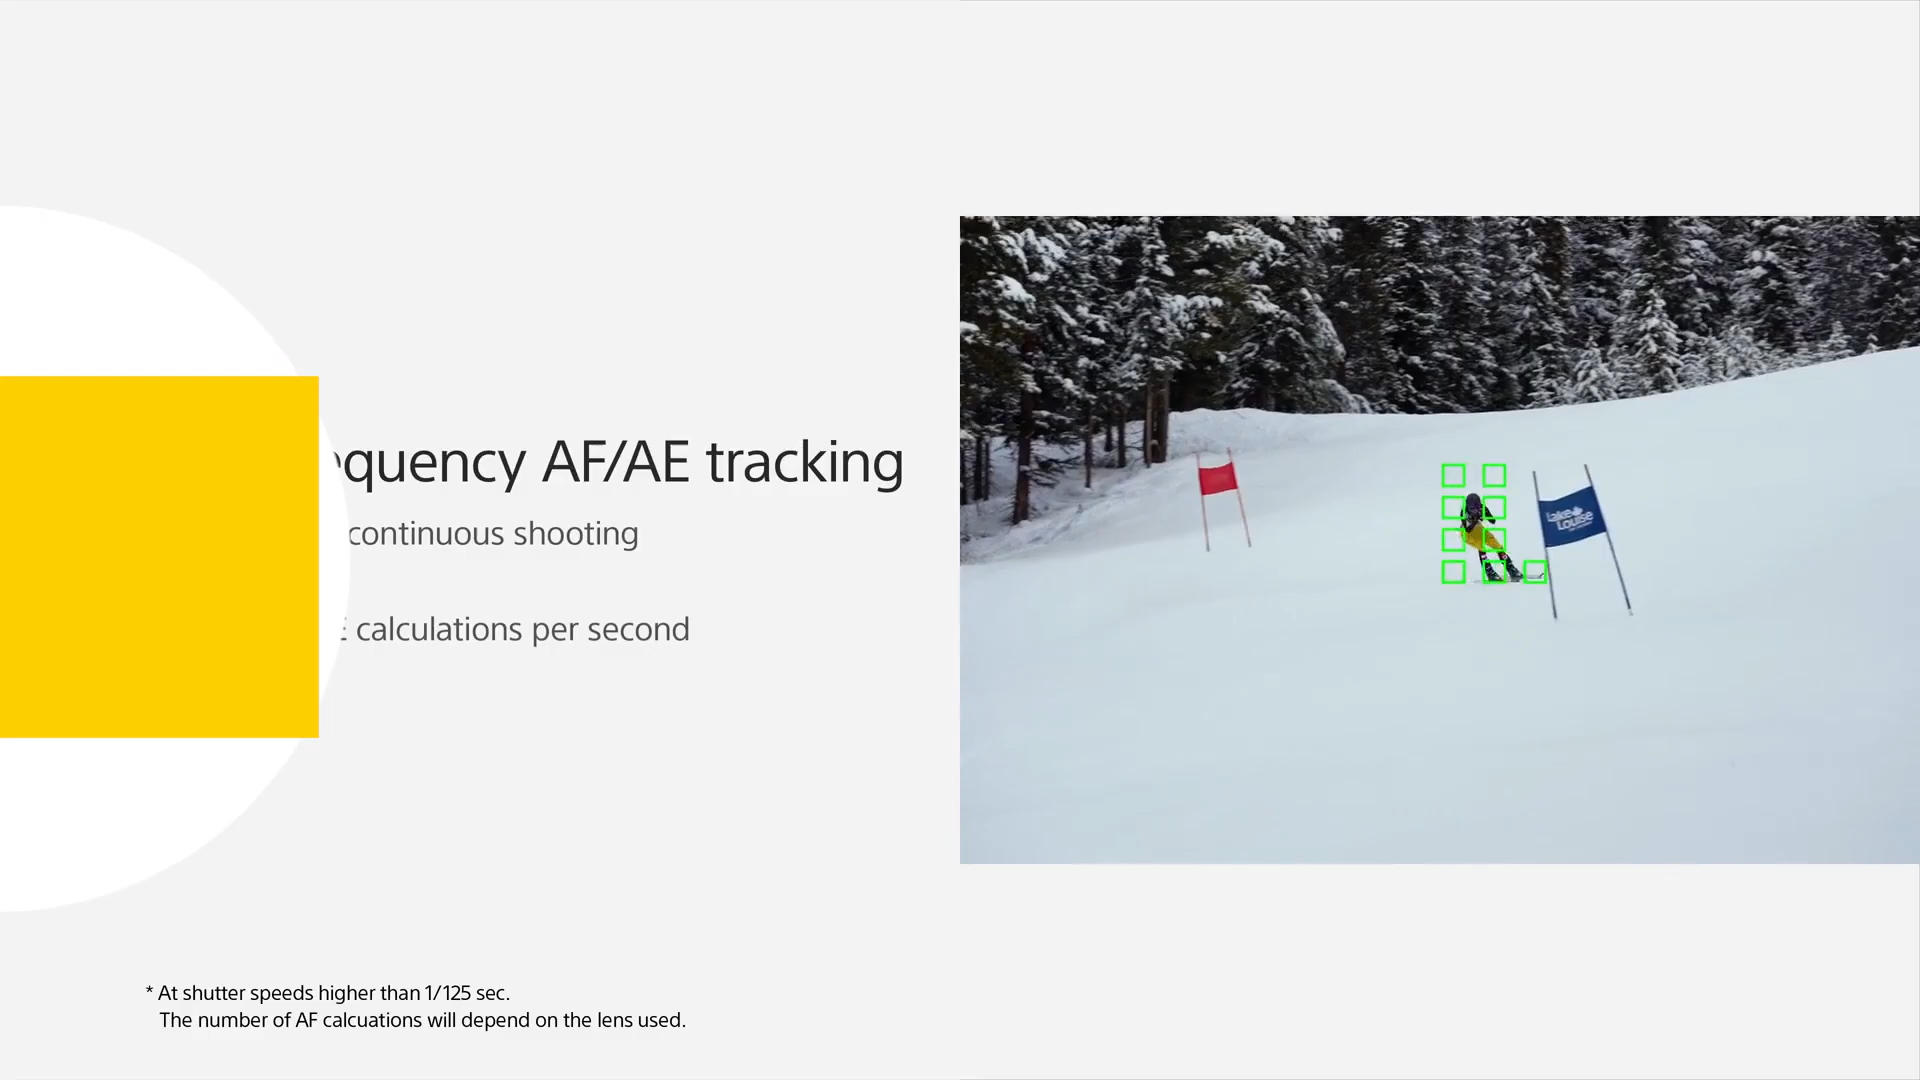 equency AF/AE tracking
continuous shooting
E calculations per second
Lake
Louise
* At shutter speeds higher than 1/125 sec.
The number of AF calcuations will depend on the lens used.